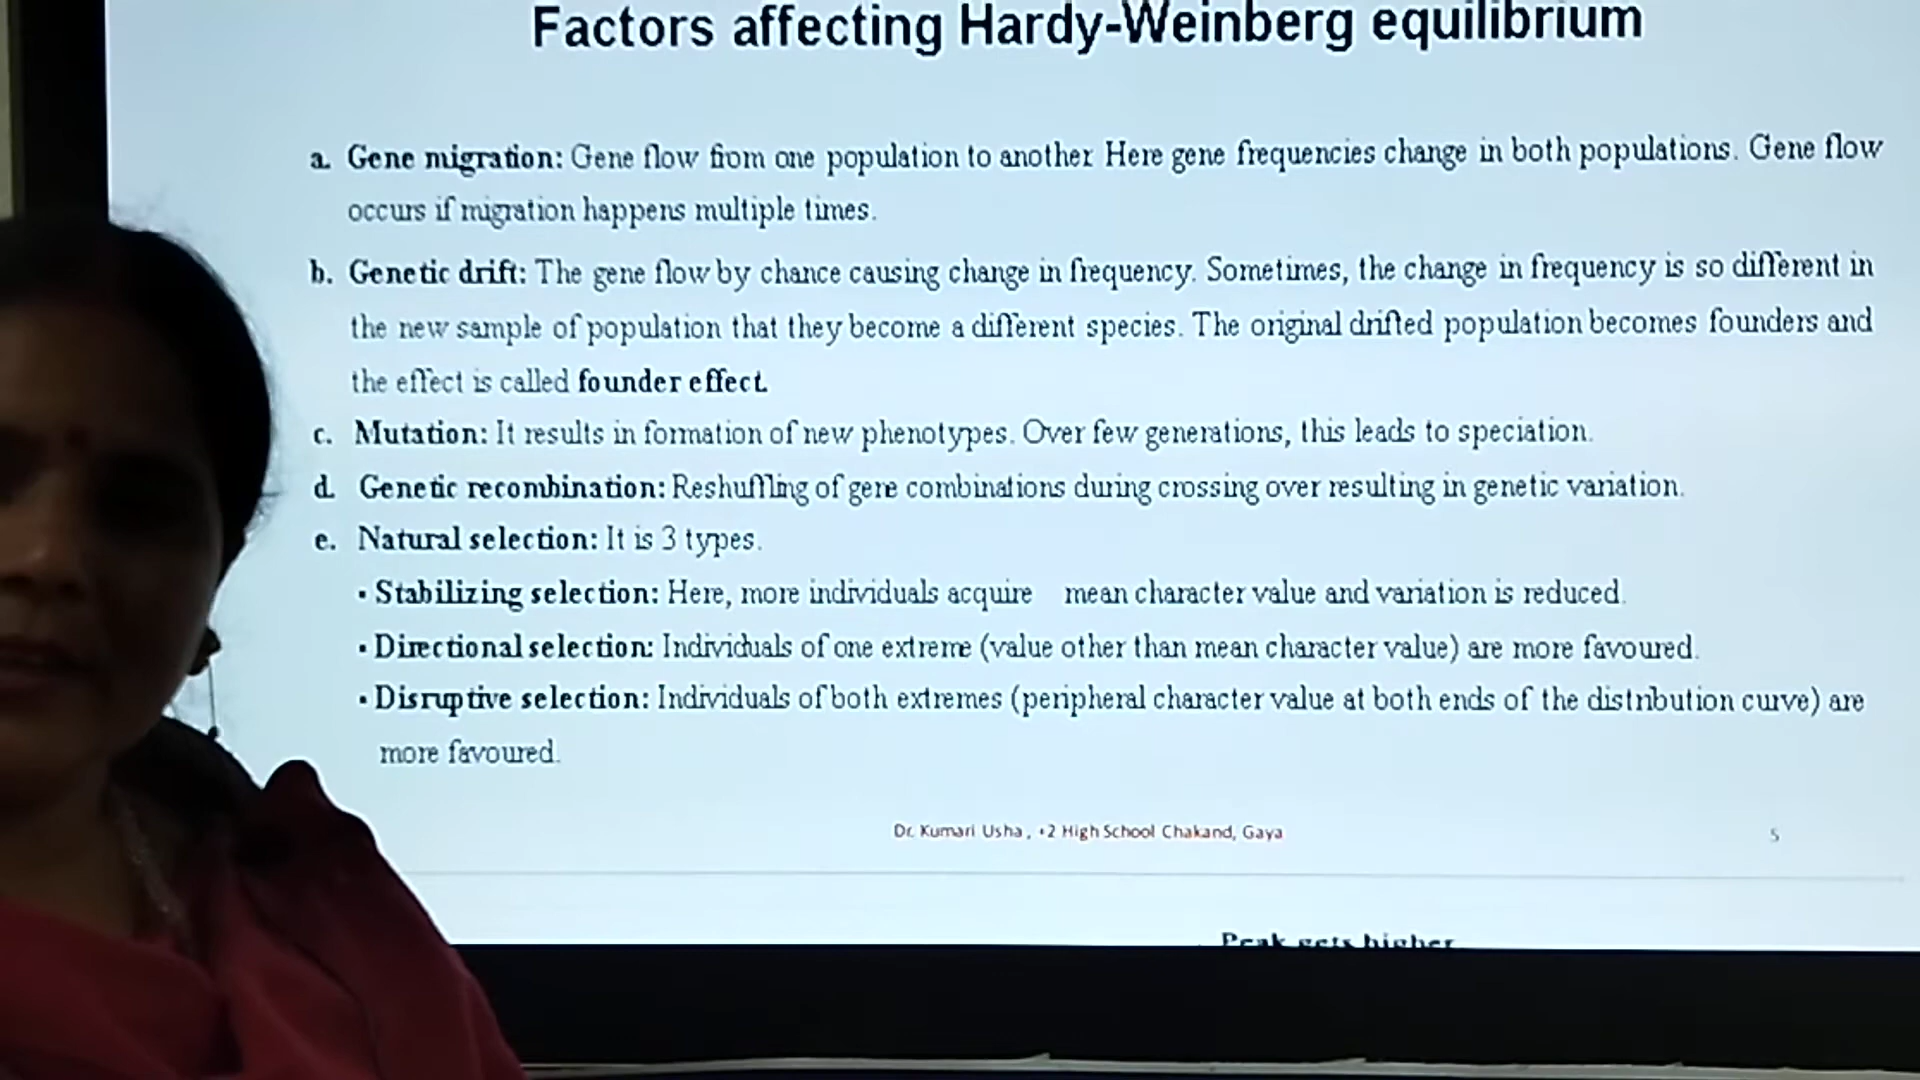 Factors affecting Hardy-Weinberg equilibrium
a. Gene migration: Gene flow from one population to another Here gene frequencies change in both populations. Gene flow
occurs if migration happens multiple times.
b. Genetic drift: The gene flow by chance causing change in frequency. Sometimes, the change in frequency is so different in
the new sample of population that they become a different species. The original drifted population becomes founders and
the effect is called founder effect.
c. Mutation: It results in formation of new phenotypes. Over few generations, this leads to speciation.
d. Genetic recombination: Reshuffling of gene combinations during crossing over resulting in genetic variation.
e. Natural selection: It is 3 types.
▪ Stabilizing selection: Here, more individuals acquire mean character value and variation is reduced.
▪ Directional selection: Individuals of one extreme (value other than mean character value) are more favoured.
▪ Disruptive selection: Individuals of both extremes (peripheral character value at both ends of the distribution curve) are
more favoured.
Dr. Kumari Usha , +2 High School Chakand, Gaya
5
Peak gets higher